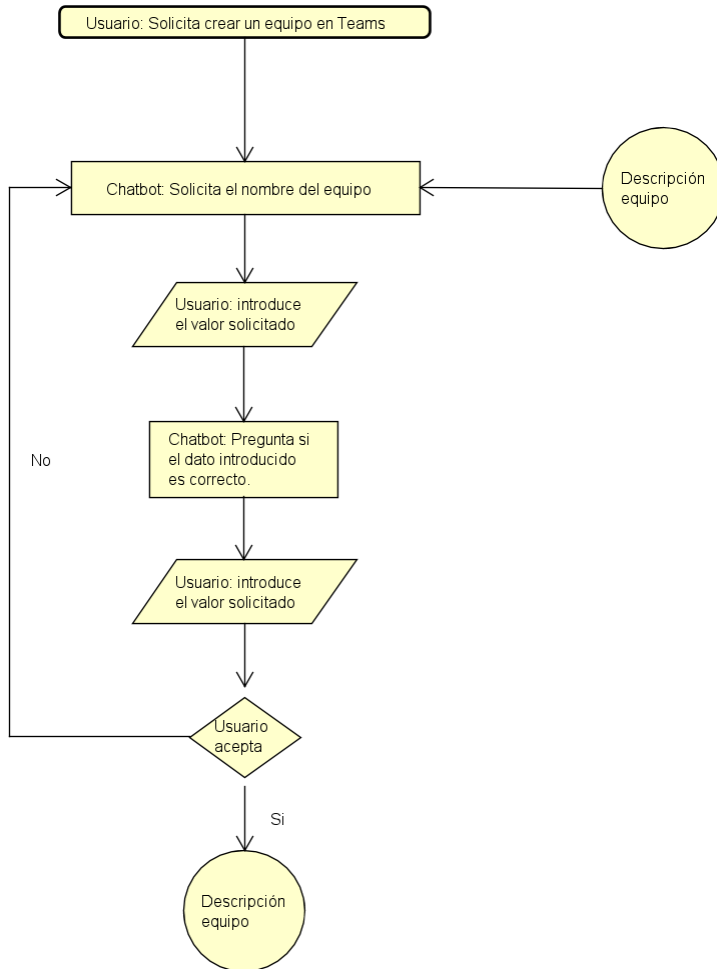 Usuario: Solicita crear un equipo en Teams
Chatbot: Solicita el nombre del equipo
Descripción
equipo
Usuario: introduce
el valor solicitado
No
Chatbot: Pregunta si
el dato introducido
es correcto.
Usuario: introduce
el valor solicitado
Usuario
acepta
Si
Descripción
equipo